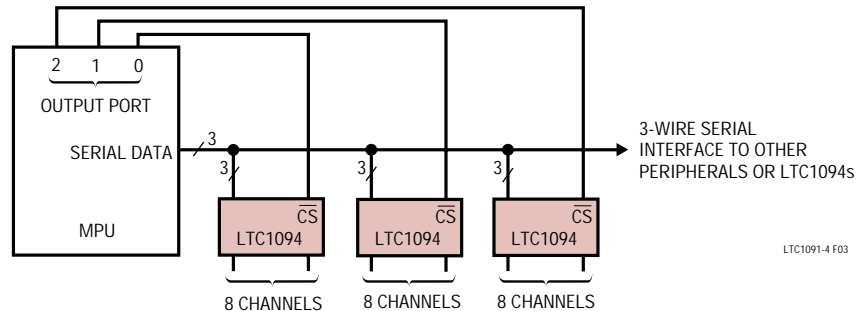 2 1 0
OUTPUT PORT
SERIAL DATA
MPU
3
3
3
3
CS
LTC1094
CS
LTC1094
CS
LTC1094
8 CHANNELS
8 CHANNELS
8 CHANNELS
3-WIRE SERIAL
INTERFACE TO OTHER
PERIPHERALS OR LTC1094s
LTC1091-4 F03